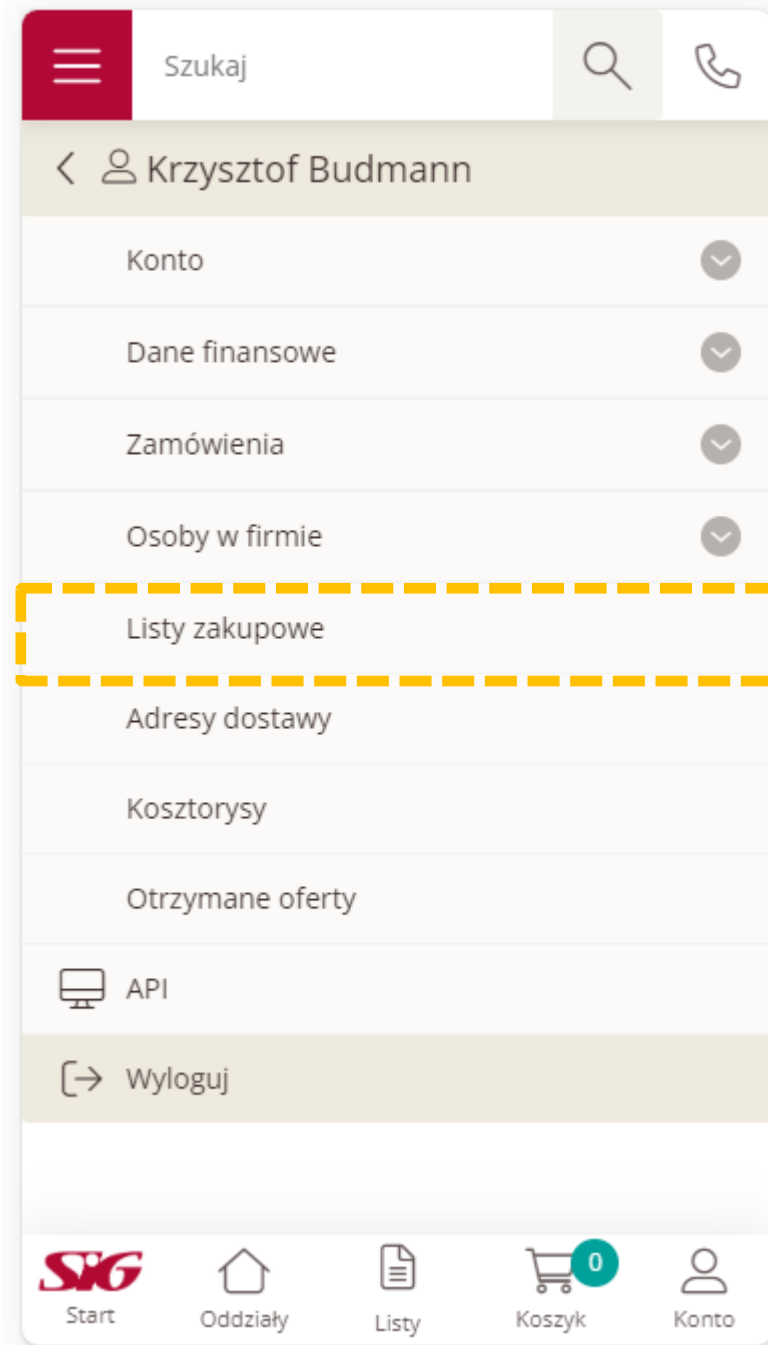 Szukaj
Krzysztof Budmann
Konto
Dane finansowe
Zamówienia
Osoby w firmie
Listy zakupowe
Adresy dostawy
Kosztorysy
Otrzymane oferty
API
Wyloguj
SIG
0
Start
Oddziały
Listy
Koszyk
Konto